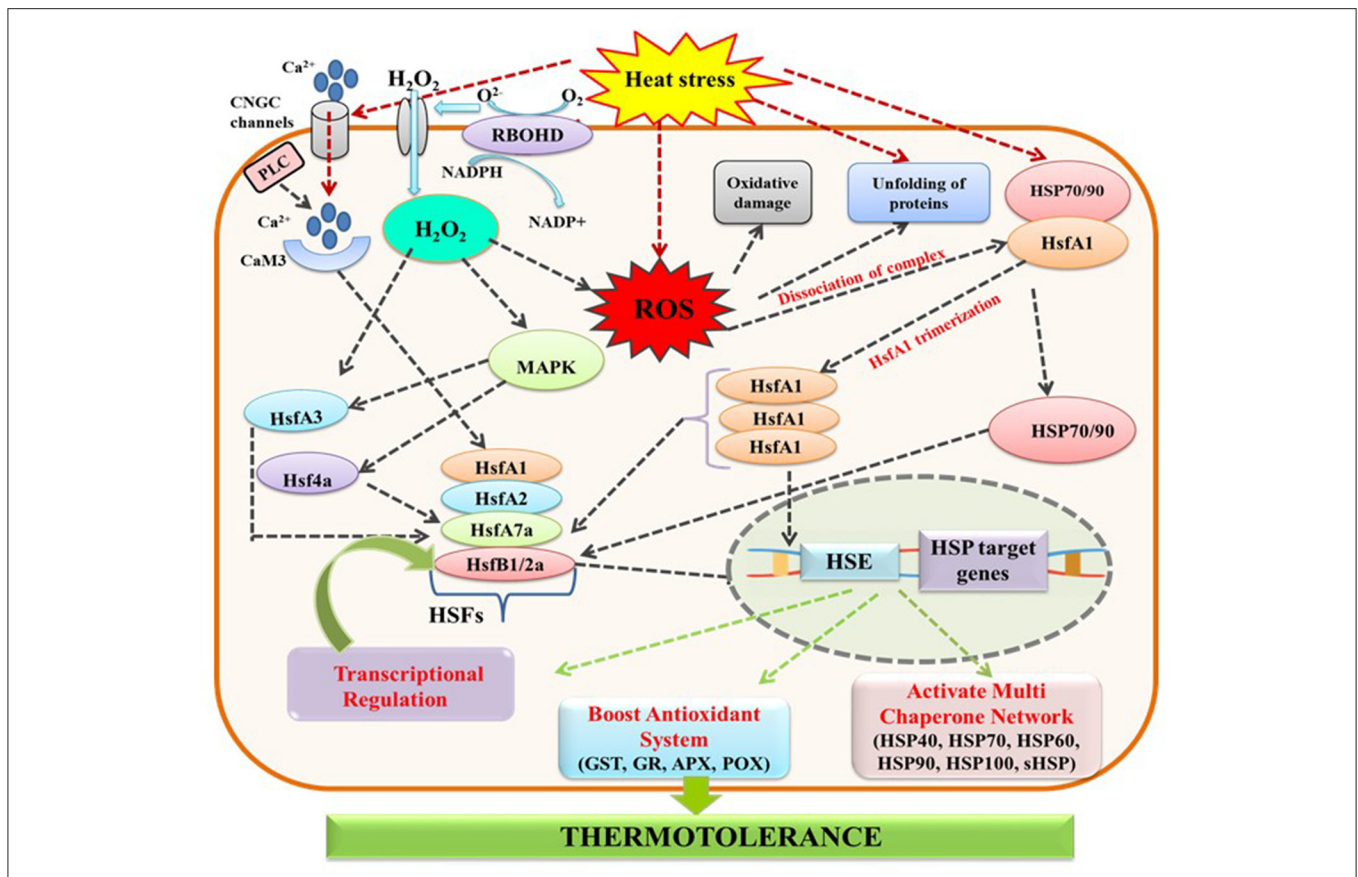 Heat stress
Ca²⁺
H₂O₂
O²⁻
O₂
CNGC
channels
RBOHD
PLC
NADPH
NADP+
Oxidative
damage
Unfolding of
proteins
HSP70/90
HsfA1
Ca²⁺
CaM3
H₂O₂
ROS
Dissociation of complex
HsfA1 trimerization
MAPK
HsfA3
Hsf4a
HsfA1
HsfA1
HsfA1
HSP70/90
HsfA1
HsfA2
HsfA7a
HsfB1/2a
HSFs
HSE
HSP target
genes
Transcriptional
Regulation
Boost Antioxidant
System
(GST, GR, APX, POX)
Activate Multi
Chaperone Network
(HSP40, HSP70, HSP60,
HSP90, HSP100, sHSP)
THERMOTOLERANCE